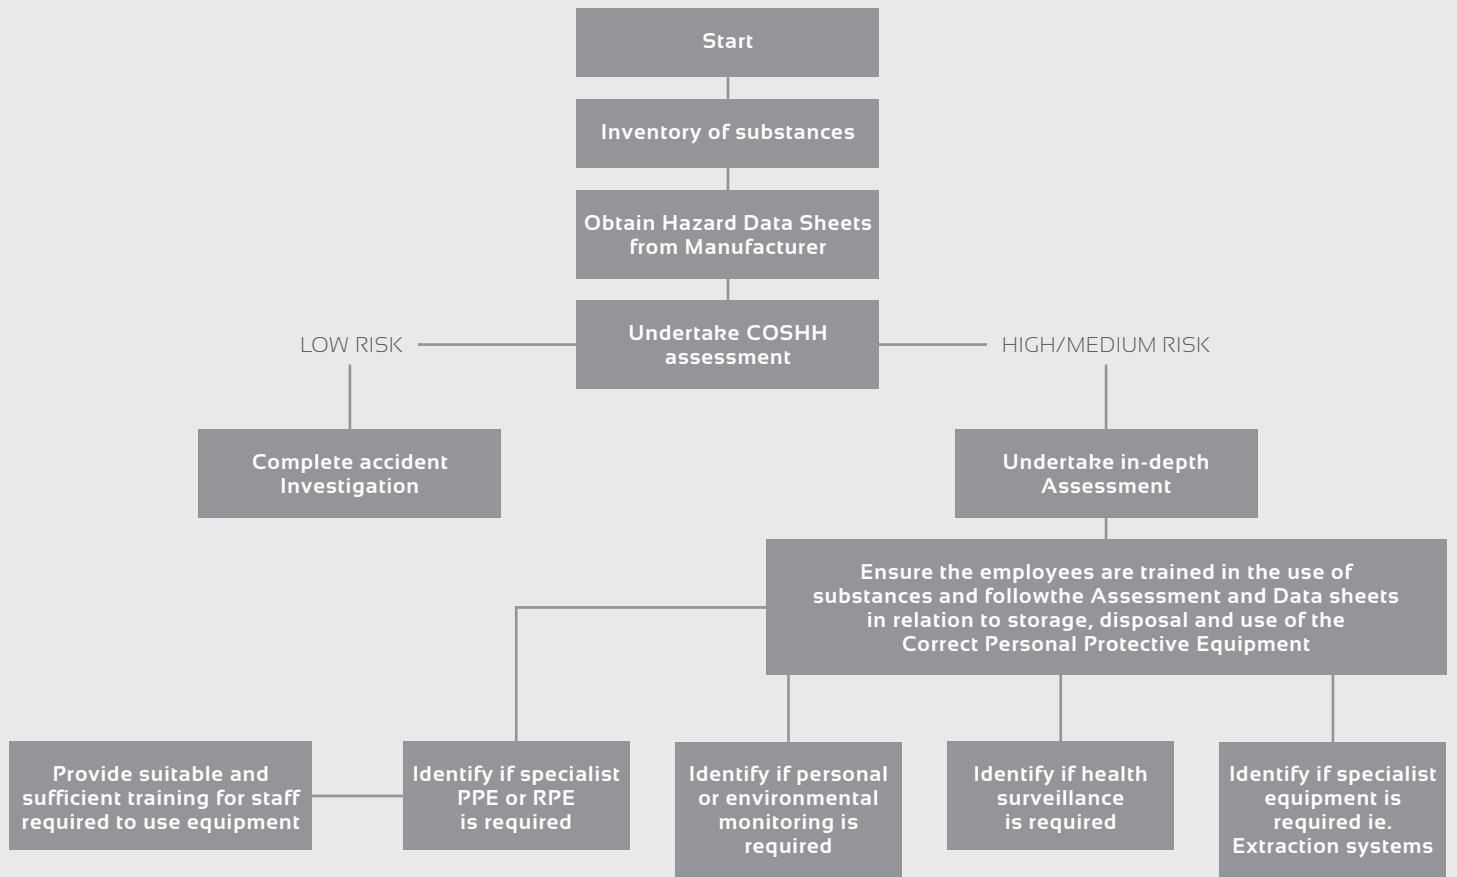 Start
Inventory of substances
Obtain Hazard Data Sheets
from Manufacturer
Undertake COSHH
assessment
LOW RISK
HIGH/MEDIUM RISK
Complete accident
Investigation
Undertake in-depth
Assessment
Ensure the employees are trained in the use of
substances and followthe Assessment and Data sheets
in relation to storage, disposal and use of the
Correct Personal Protective Equipment
Provide suitable and
sufficient training for staff
required to use equipment
Identify if specialist
PPE or RPE
is required
Identify if personal
or environmental
monitoring is
required
Identify if health
surveillance
is required
Identify if specialist
equipment is
required ie.
Extraction systems